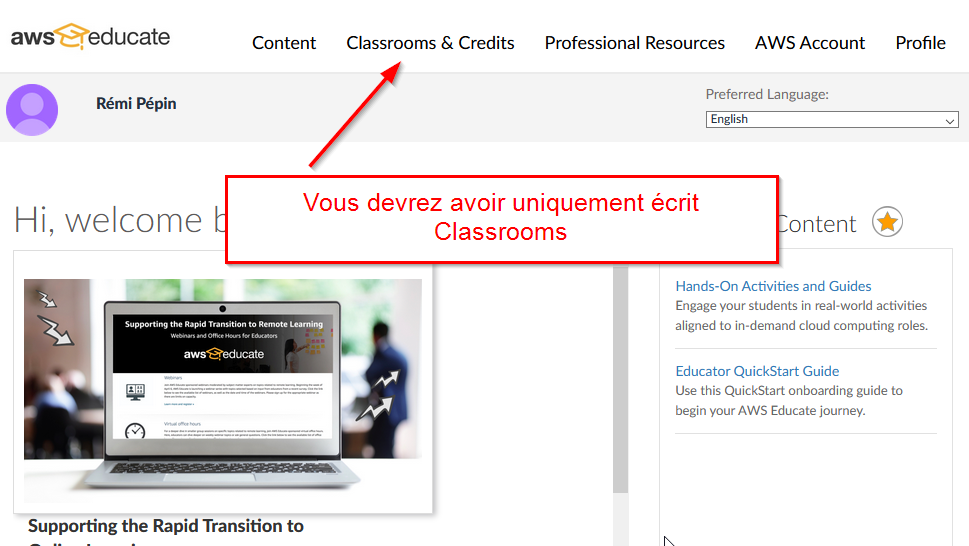 aws educate
Content Classrooms & Credits Professional Resources AWS Account Profile
Rémi Pépin
Preferred Language:
English
Vous devrez avoir uniquement écrit
Classrooms
Hi, welcome
Content
Supporting the Rapid Transition to Remote Learning
Webinars and Office Hours for Educators
aws educate
Webinars
Virtual office hours
Supporting the Rapid Transition to
Hands-On Activities and Guides
Engage your students in real-world activities
aligned to in-demand cloud computing roles.
Educator QuickStart Guide
Use this QuickStart onboarding guide to
begin your AWS Educate journey.